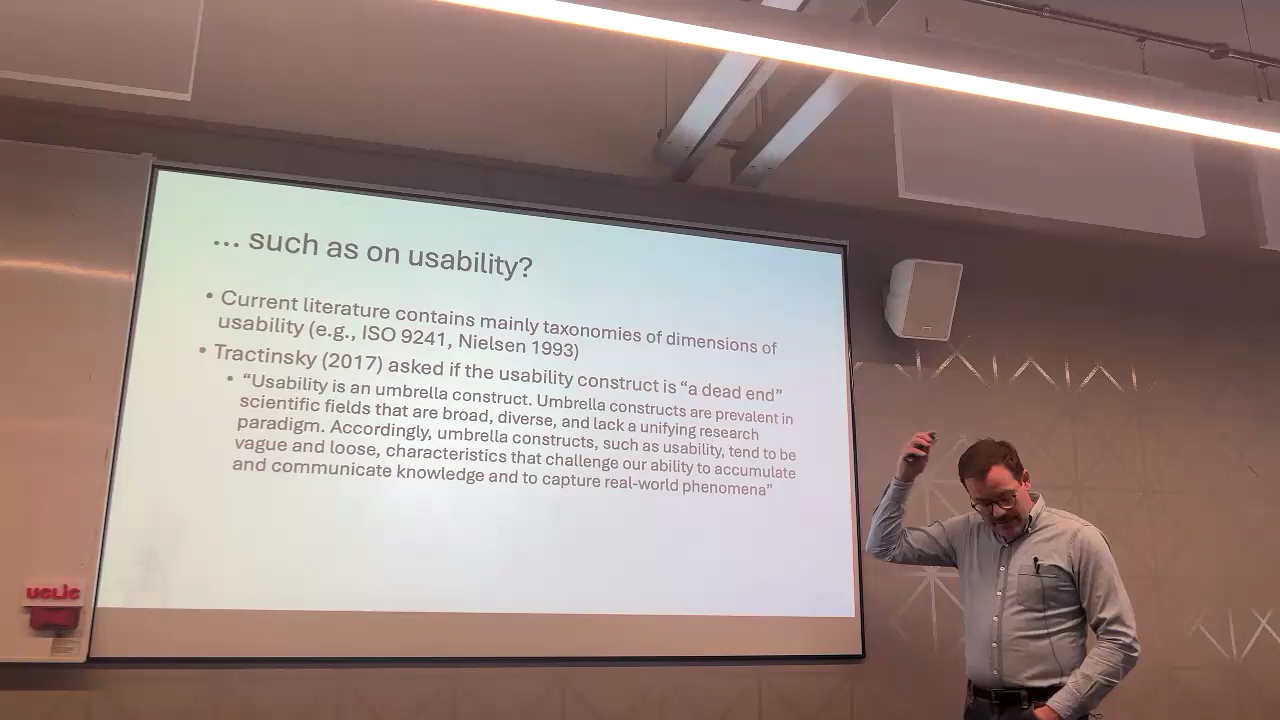 ... such as on usability?
• Current literature contains mainly taxonomies of dimensions of
usability (e.g., ISO 9241, Nielsen 1993)
• Tractinsky (2017) asked if the usability construct is “a dead end”
• “Usability is an umbrella construct. Umbrella constructs are prevalent in
scientific fields that are broad, diverse, and lack a unifying research
paradigm. Accordingly, umbrella constructs, such as usability, tend to be
vague and loose, characteristics that challenge our ability to accumulate
and communicate knowledge and to capture real-world phenomena”
uclic